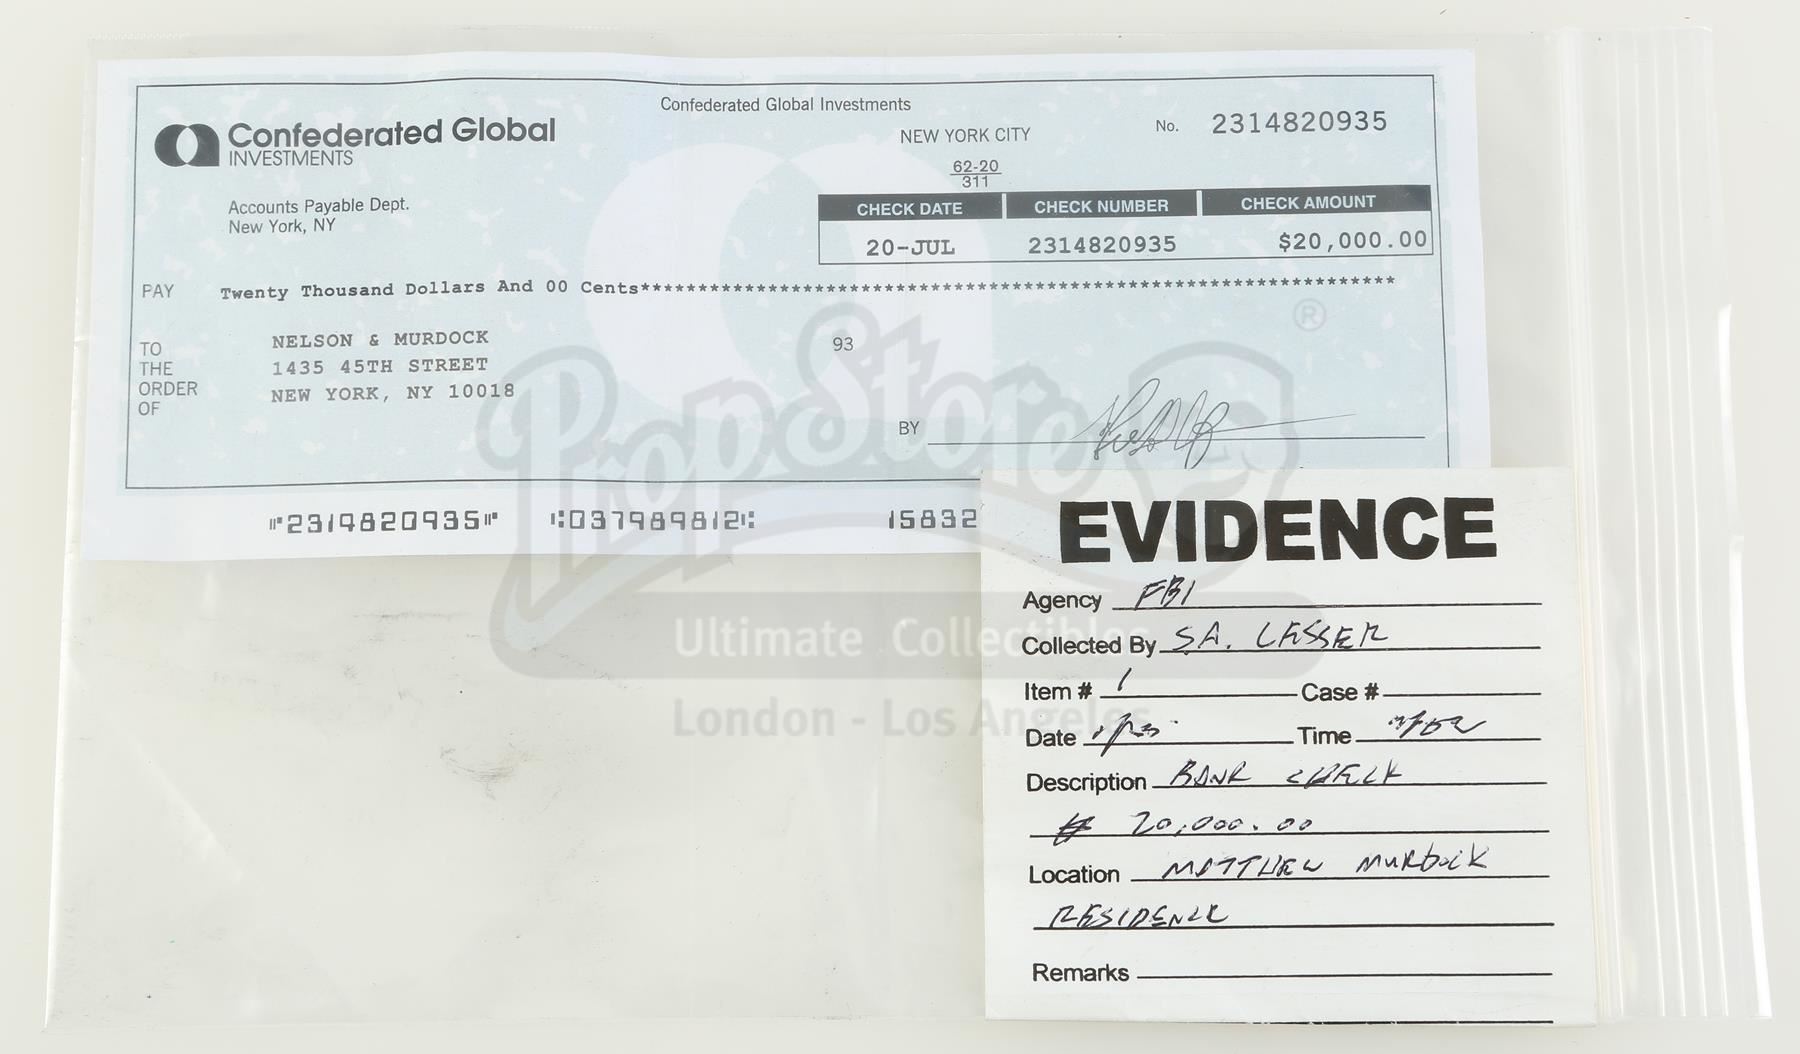 Confederated Global Investments
Confederated Global
INVESTMENTS
NEW YORK CITY
No. 2314820935
62-20
311
Accounts Payable Dept.
New York, NY
CHECK DATE CHECK NUMBER CHECK AMOUNT
20-JUL 2314820935 $20,000.00
PAY Twenty Thousand Dollars And 00 Cents*****************************************************************
TO
THE
ORDER
OF
NELSON & MURDOCK
1435 45TH STREET
NEW YORK, NY 10018
93
BY
⑈2314820935⑈ ⑆037989812⑆ 15832
PropStore
®
Ultimate Collectibles
London - Los Angeles
EVIDENCE
Agency FBI
Collected By S.A. LESSER
Item # 1 Case #
Date Time
Description BANK CHECK
$ 20,000.00
Location MATTHEW MURDOCK
RESIDENCE
Remarks